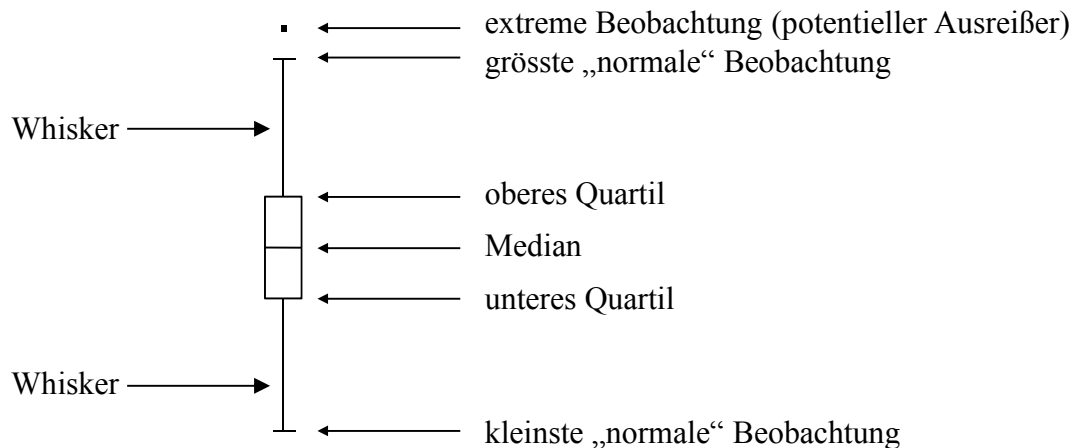 extreme Beobachtung (potentieller Ausreißer)
grösste „normale“ Beobachtung
Whisker
oberes Quartil
Median
unteres Quartil
Whisker
kleinste „normale“ Beobachtung